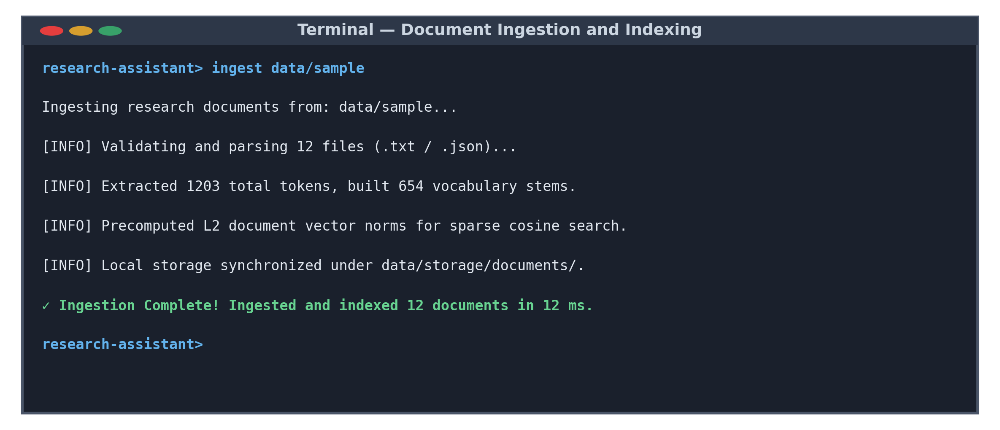 Terminal — Document Ingestion and Indexing
research-assistant> ingest data/sample
Ingesting research documents from: data/sample...
[INFO] Validating and parsing 12 files (.txt / .json)...
[INFO] Extracted 1203 total tokens, built 654 vocabulary stems.
[INFO] Precomputed L2 document vector norms for sparse cosine search.
[INFO] Local storage synchronized under data/storage/documents/.
✓ Ingestion Complete! Ingested and indexed 12 documents in 12 ms.
research-assistant>